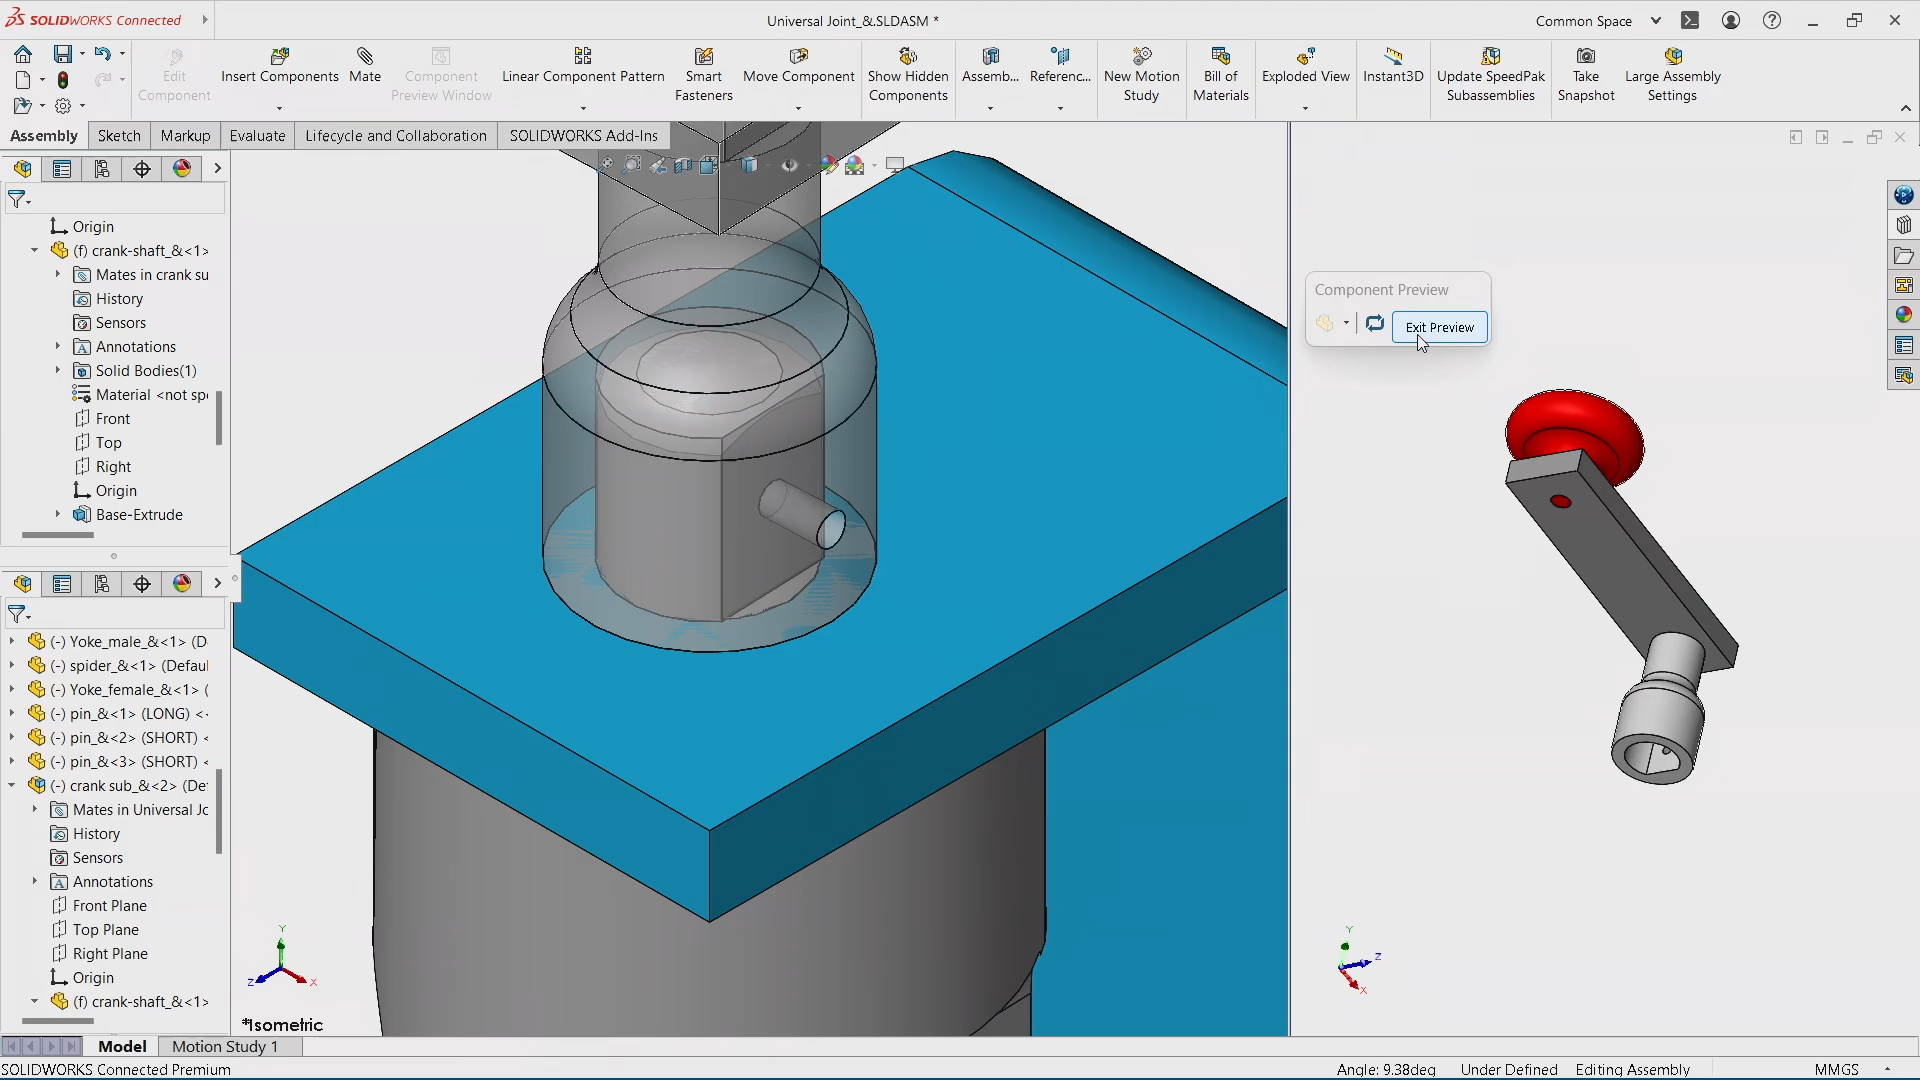 SOLIDWORKS Connected
Universal Joint_&.SLDASM *
Common Space
Edit Component
Insert Components
Mate
Component Preview Window
Linear Component Pattern
Smart Fasteners
Move Component
Show Hidden Components
Assemb...
Referenc...
New Motion Study
Bill of Materials
Exploded View
Instant3D
Update SpeedPak Subassemblies
Take Snapshot
Large Assembly Settings
Assembly
Sketch
Markup
Evaluate
Lifecycle and Collaboration
SOLIDWORKS Add-Ins
Origin
(f) crank-shaft_&<1>
Mates in crank su
History
Sensors
Annotations
Solid Bodies(1)
Material <not spe
Front
Top
Right
Origin
Base-Extrude
(-) Yoke_male_&<1> (D
(-) spider_&<1> (Defaul
(-) Yoke_female_&<1> (
(-) pin_&<1> (LONG) <
(-) pin_&<2> (SHORT) <
(-) pin_&<3> (SHORT) <
(-) crank sub_&<2> (De
Mates in Universal Jo
History
Sensors
Annotations
Front Plane
Top Plane
Right Plane
Origin
(f) crank-shaft_&<1>
Component Preview
Exit Preview
Y
Z
X
*Isometric
Y
Z
X
Model
Motion Study 1
SOLIDWORKS Connected Premium
Angle: 9.38deg
Under Defined
Editing Assembly
MMGS